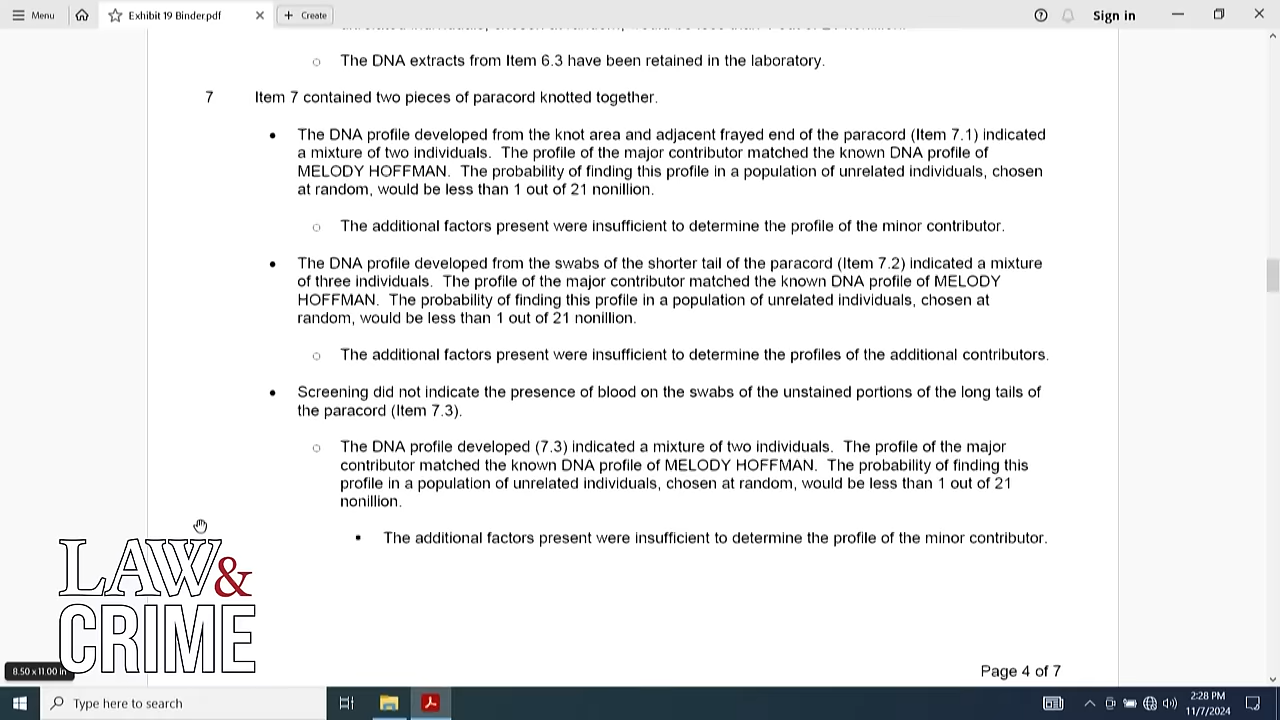 Menu
Exhibit 19 Binder.pdf
+ Create
Sign in
The DNA extracts from Item 6.3 have been retained in the laboratory.
7 Item 7 contained two pieces of paracord knotted together.
• The DNA profile developed from the knot area and adjacent frayed end of the paracord (Item 7.1) indicated
a mixture of two individuals. The profile of the major contributor matched the known DNA profile of
MELODY HOFFMAN. The probability of finding this profile in a population of unrelated individuals, chosen
at random, would be less than 1 out of 21 nonillion.
○ The additional factors present were insufficient to determine the profile of the minor contributor.
• The DNA profile developed from the swabs of the shorter tail of the paracord (Item 7.2) indicated a mixture
of three individuals. The profile of the major contributor matched the known DNA profile of MELODY
HOFFMAN. The probability of finding this profile in a population of unrelated individuals, chosen at
random, would be less than 1 out of 21 nonillion.
○ The additional factors present were insufficient to determine the profiles of the additional contributors.
• Screening did not indicate the presence of blood on the swabs of the unstained portions of the long tails of
the paracord (Item 7.3).
○ The DNA profile developed (7.3) indicated a mixture of two individuals. The profile of the major
contributor matched the known DNA profile of MELODY HOFFMAN. The probability of finding this
profile in a population of unrelated individuals, chosen at random, would be less than 1 out of 21
nonillion.
▪ The additional factors present were insufficient to determine the profile of the minor contributor.
LAW&
CRIME
8.50 x 11.00 in
Page 4 of 7
Type here to search
2:28 PM
11/7/2024